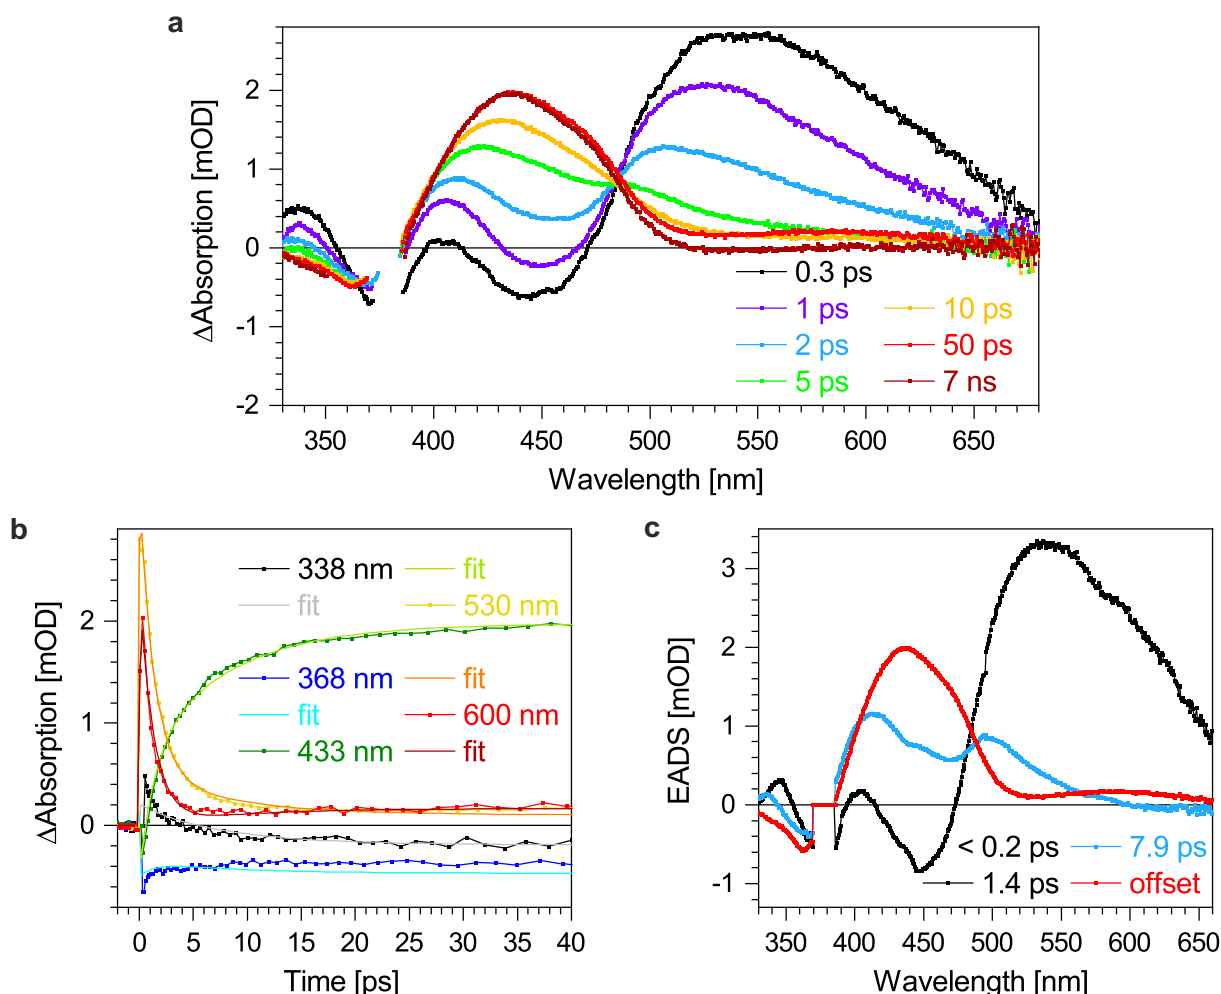 a
ΔAbsorption [mOD]
2
1
0
-1
-2
0.3 ps
1 ps
10 ps
2 ps
50 ps
5 ps
7 ns
350 400 450 500 550 600 650
Wavelength [nm]
b
ΔAbsorption [mOD]
2
1
0
338 nm
fit
fit
530 nm
368 nm
fit
fit
600 nm
433 nm
fit
0 5 10 15 20 25 30 35 40
Time [ps]
c
EADS [mOD]
3
2
1
0
-1
< 0.2 ps
7.9 ps
1.4 ps
offset
350 400 450 500 550 600 650
Wavelength [nm]